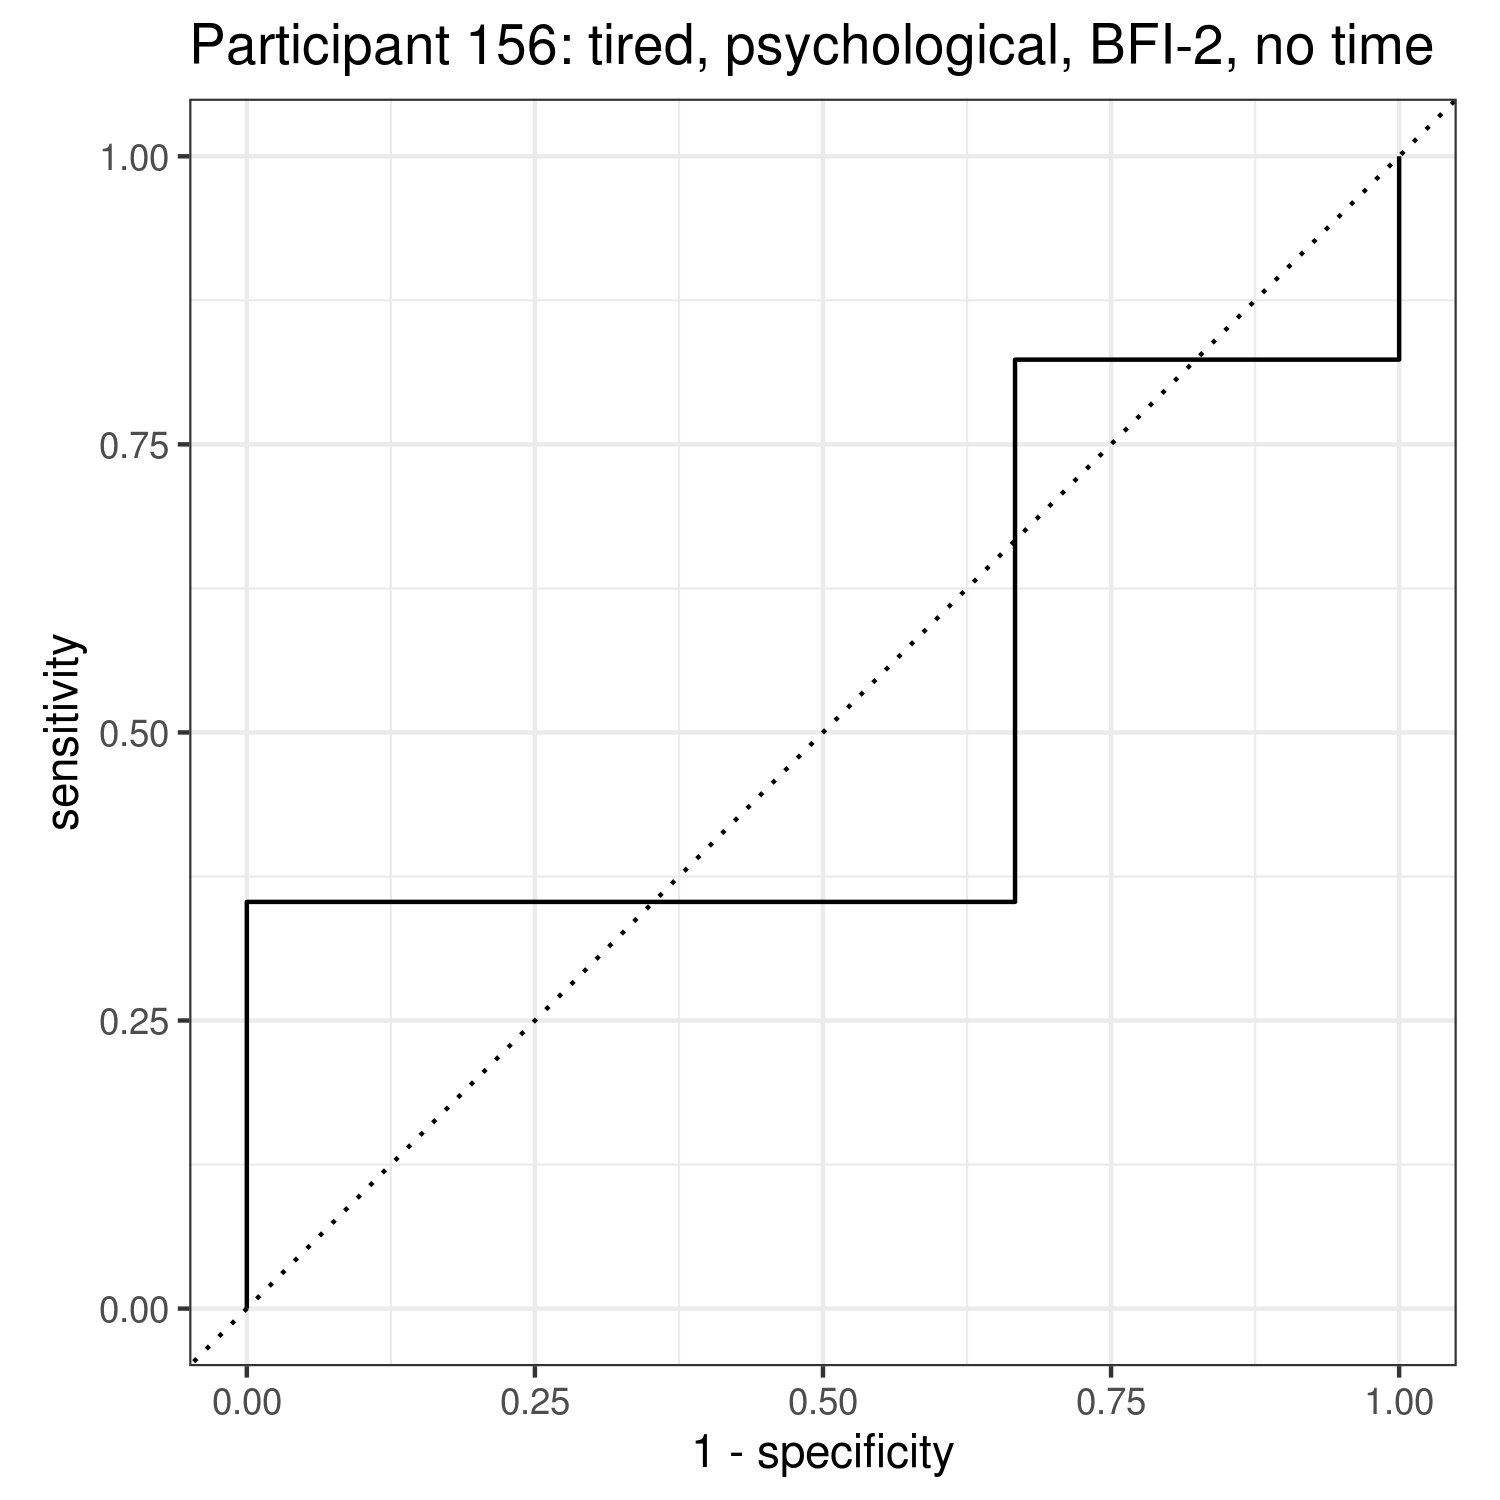 Participant 156: tired, psychological, BFI-2, no time
1.00
0.75
0.50
0.25
0.00
sensitivity
0.00 0.25 0.50 0.75 1.00
1 - specificity